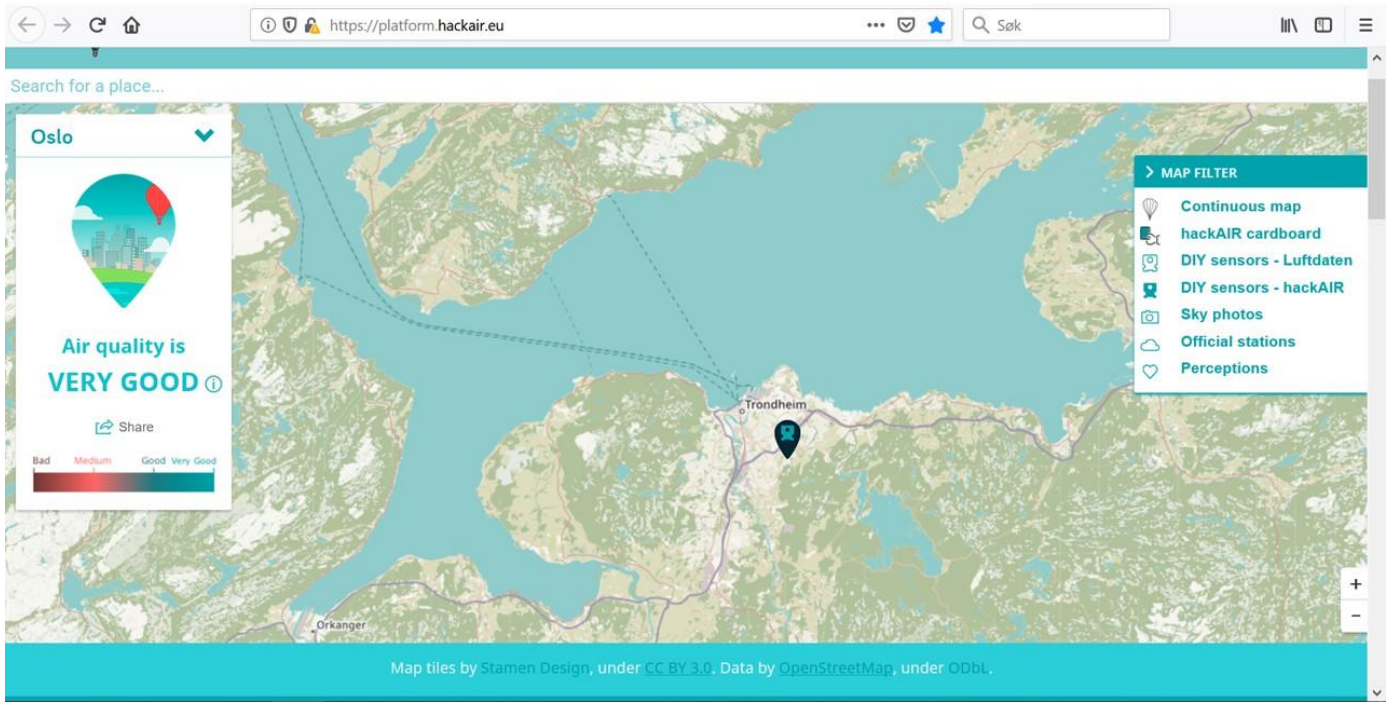 https://platform.hackair.eu
Søk
Search for a place...
Oslo
Air quality is
VERY GOOD
Share
Bad Medium Good Very Good
MAP FILTER
Continuous map
hackAIR cardboard
DIY sensors - Luftdaten
DIY sensors - hackAIR
Sky photos
Official stations
Perceptions
Trondheim
Orkanger
+
−
Map tiles by Stamen Design, under CC BY 3.0. Data by OpenStreetMap, under ODbL.